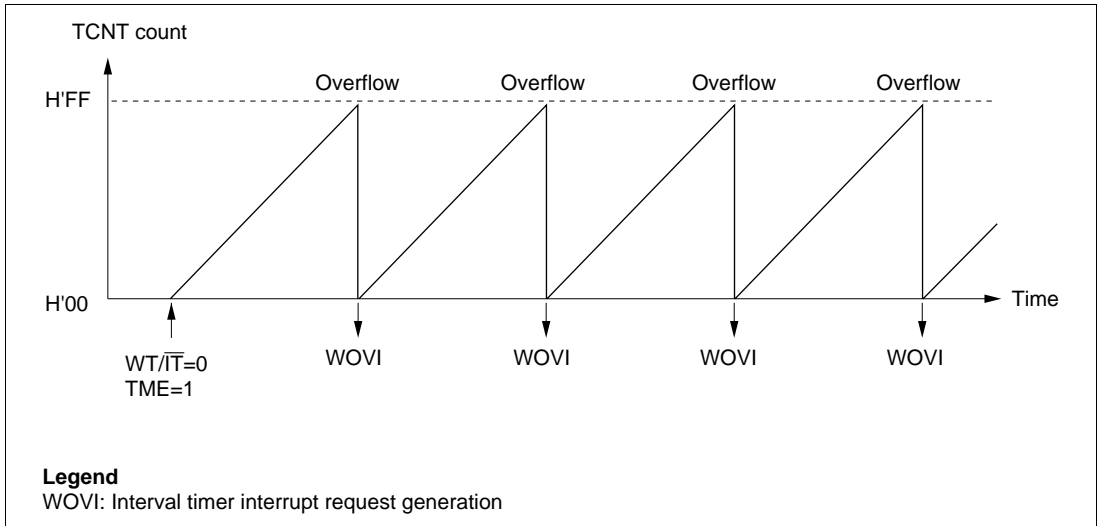 TCNT count
Overflow Overflow Overflow Overflow
H'FF
H'00
Time
WT/I̅T̅=0
TME=1
WOVI WOVI WOVI WOVI
Legend
WOVI: Interval timer interrupt request generation